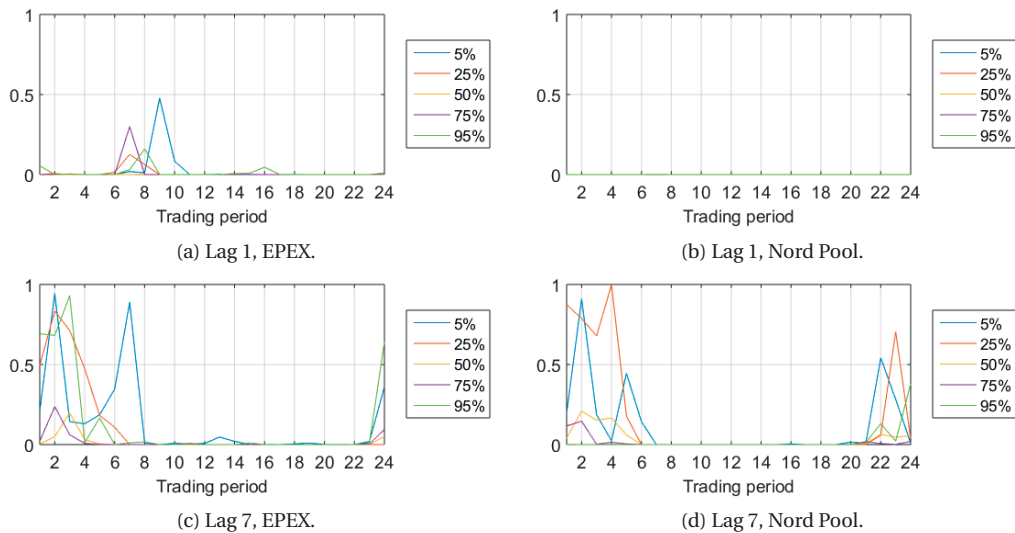 1
0.5
0
2 4 6 8 10 12 14 16 18 20 22 24
Trading period
5%
25%
50%
75%
95%
(a) Lag 1, EPEX.
1
0.5
0
2 4 6 8 10 12 14 16 18 20 22 24
Trading period
5%
25%
50%
75%
95%
(b) Lag 1, Nord Pool.
1
0.5
0
2 4 6 8 10 12 14 16 18 20 22 24
Trading period
5%
25%
50%
75%
95%
(c) Lag 7, EPEX.
1
0.5
0
2 4 6 8 10 12 14 16 18 20 22 24
Trading period
5%
25%
50%
75%
95%
(d) Lag 7, Nord Pool.